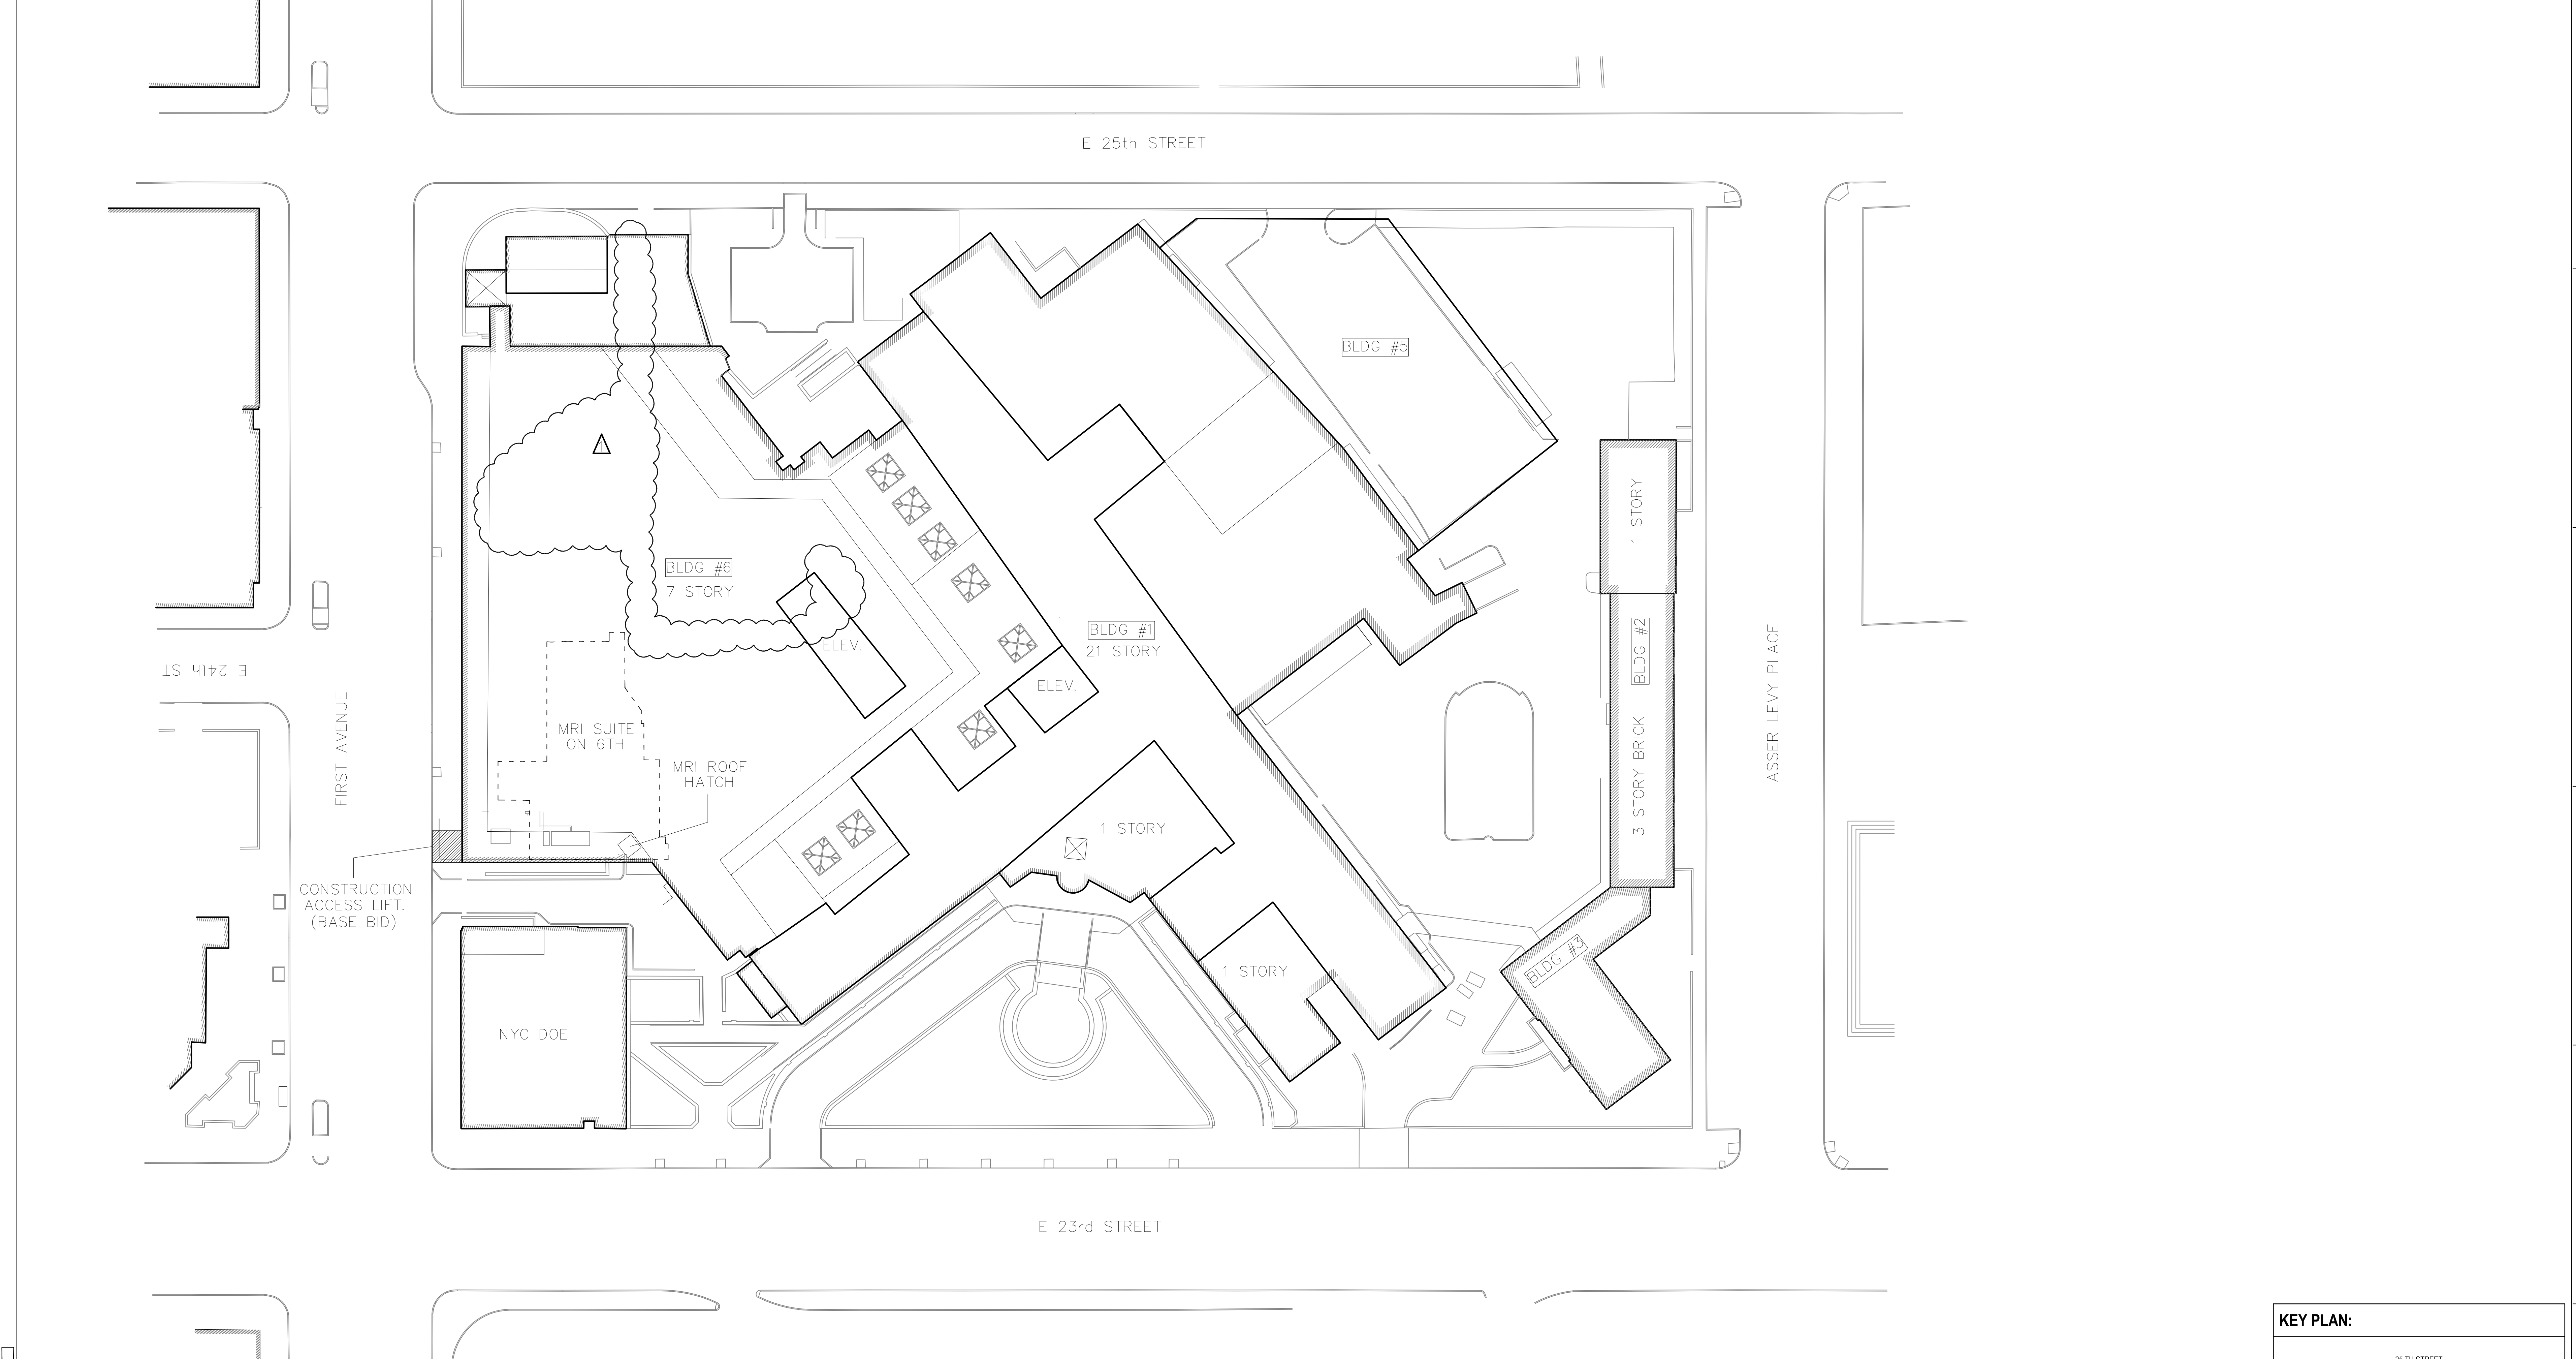 E 25th STREET
BLDG #5
1 STORY
BLDG #6
7 STORY
BLDG #1
21 STORY
ELEV.
ELEV.
BLDG #2
3 STORY BRICK
E 24th ST
FIRST AVENUE
ASSER LEVY PLACE
MRI SUITE
ON 6TH
MRI ROOF
HATCH
1 STORY
CONSTRUCTION
ACCESS LIFT.
(BASE BID)
BLDG #3
1 STORY
NYC DOE
E 23rd STREET
KEY PLAN: